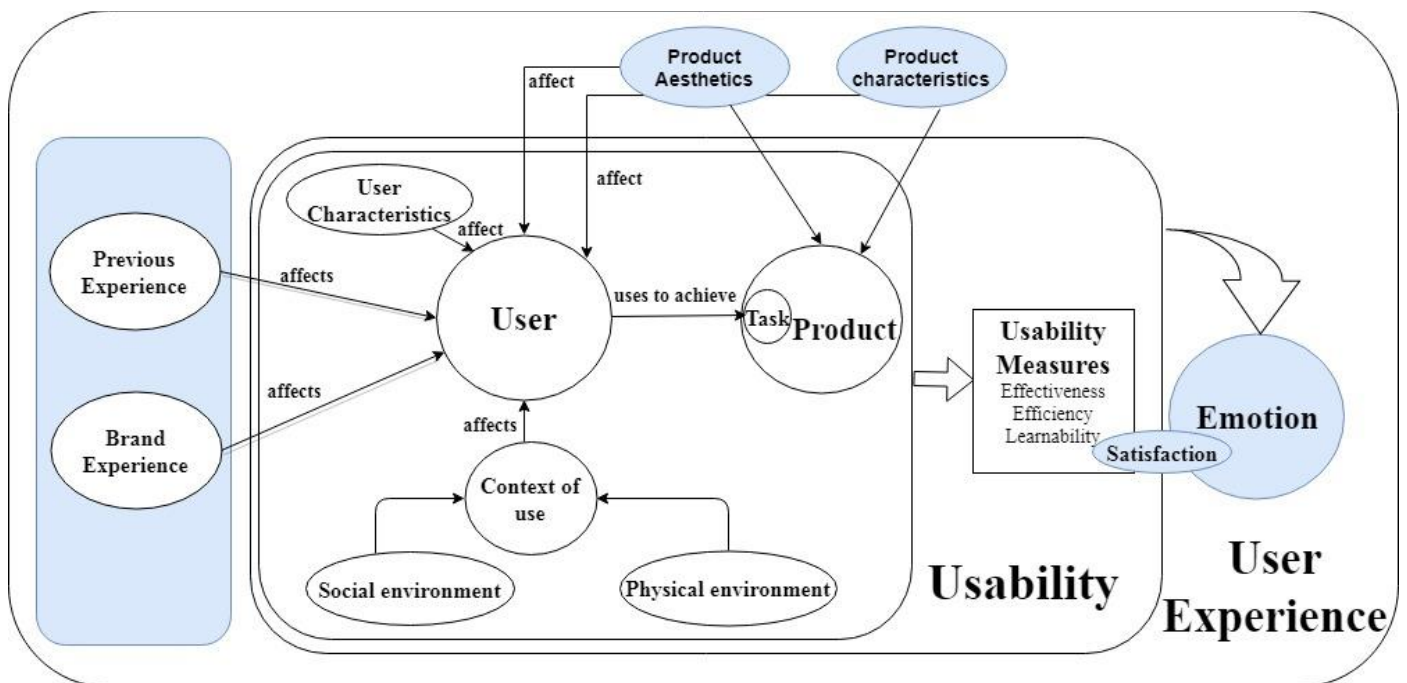 Product
Aesthetics
Product
characteristics
affect
affect
User
Characteristics
affect
Previous
Experience
affects
User
uses to achieve
Task
Product
Usability
Measures
Effectiveness
Efficiency
Learnability
Satisfaction
Emotion
affects
Brand
Experience
affects
Context of
use
Social environment
Physical environment
Usability
User
Experience